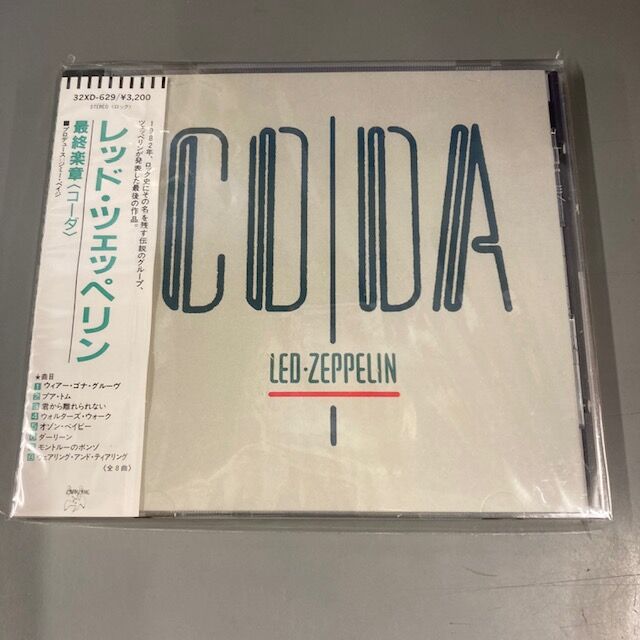 32XD-629/¥3,200
STEREO〈ロック〉
レッド・ツェッペリン
最終楽章〈コーダ〉
■プロデュース:ジミー・ペイジ
1982年、ロック史にその名を残す伝説のグループ、
ツェッペリンが発表した最後の作品。
★曲目
1 ウィアー・ゴナ・グルーヴ
2 プア・トム
3 君から離れられない
4 ウォルターズ・ウォーク
5 オゾン・ベイビー
6 ダーリーン
7 モントルーのボンゾ
8 ウェアリング・アンド・ティアリング
〈全8曲〉
CODA
LED·ZEPPELIN